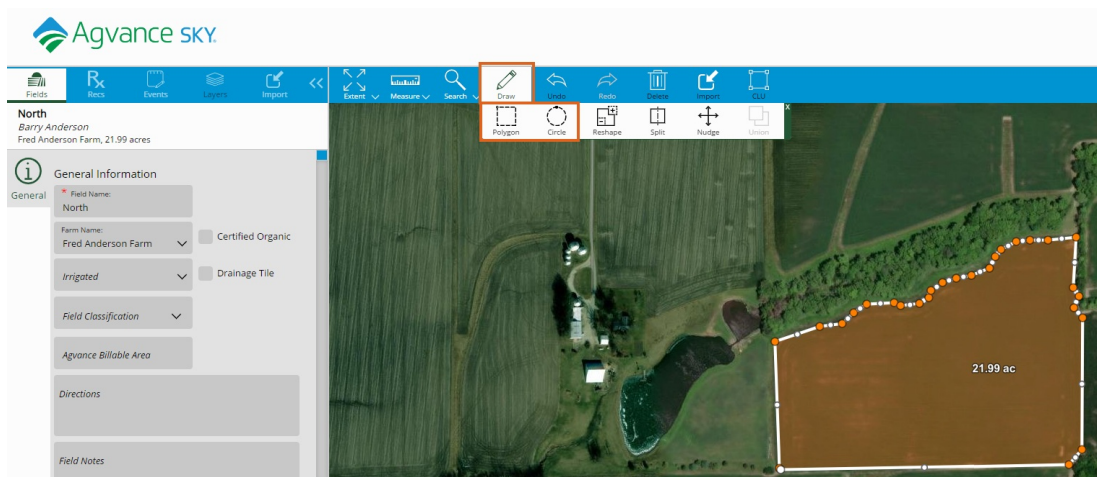 Agvance SKY.
Fields Recs Events Layers Import << Extent Measure Search Draw Undo Redo Delete Import CLU
Polygon Circle Reshape Split Nudge Union x
North
Barry Anderson
Fred Anderson Farm, 21.99 acres
General
General Information
* Field Name:
North
Farm Name:
Fred Anderson Farm
Certified Organic
Irrigated
Drainage Tile
Field Classification
Agvance Billable Area
Directions
Field Notes
21.99 ac